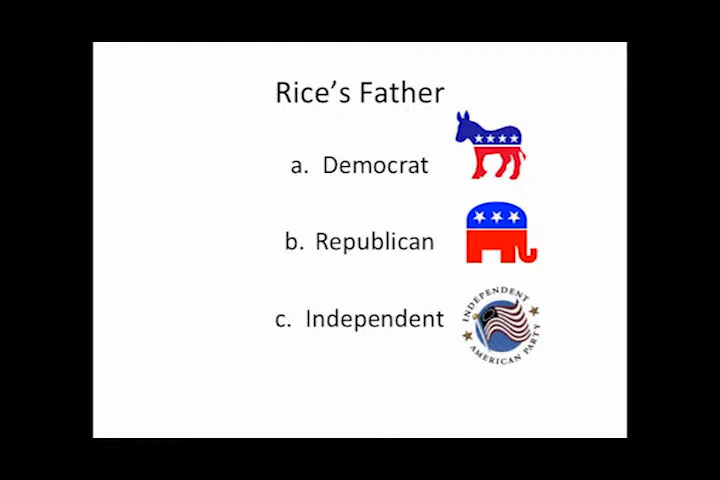 Rice's Father
a. Democrat
b. Republican
c. Independent
INDEPENDENT
AMERICAN PARTY